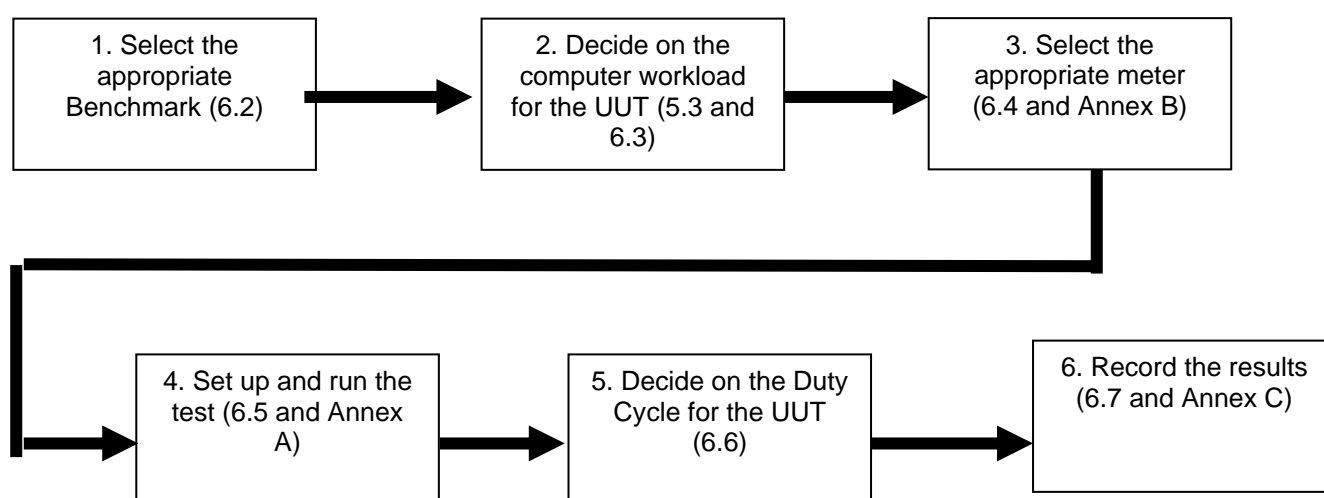 1. Select the
appropriate
Benchmark (6.2)
2. Decide on the
computer workload
for the UUT (5.3 and
6.3)
3. Select the
appropriate meter
(6.4 and Annex B)
4. Set up and run the
test (6.5 and Annex
A)
5. Decide on the Duty
Cycle for the UUT
(6.6)
6. Record the results
(6.7 and Annex C)